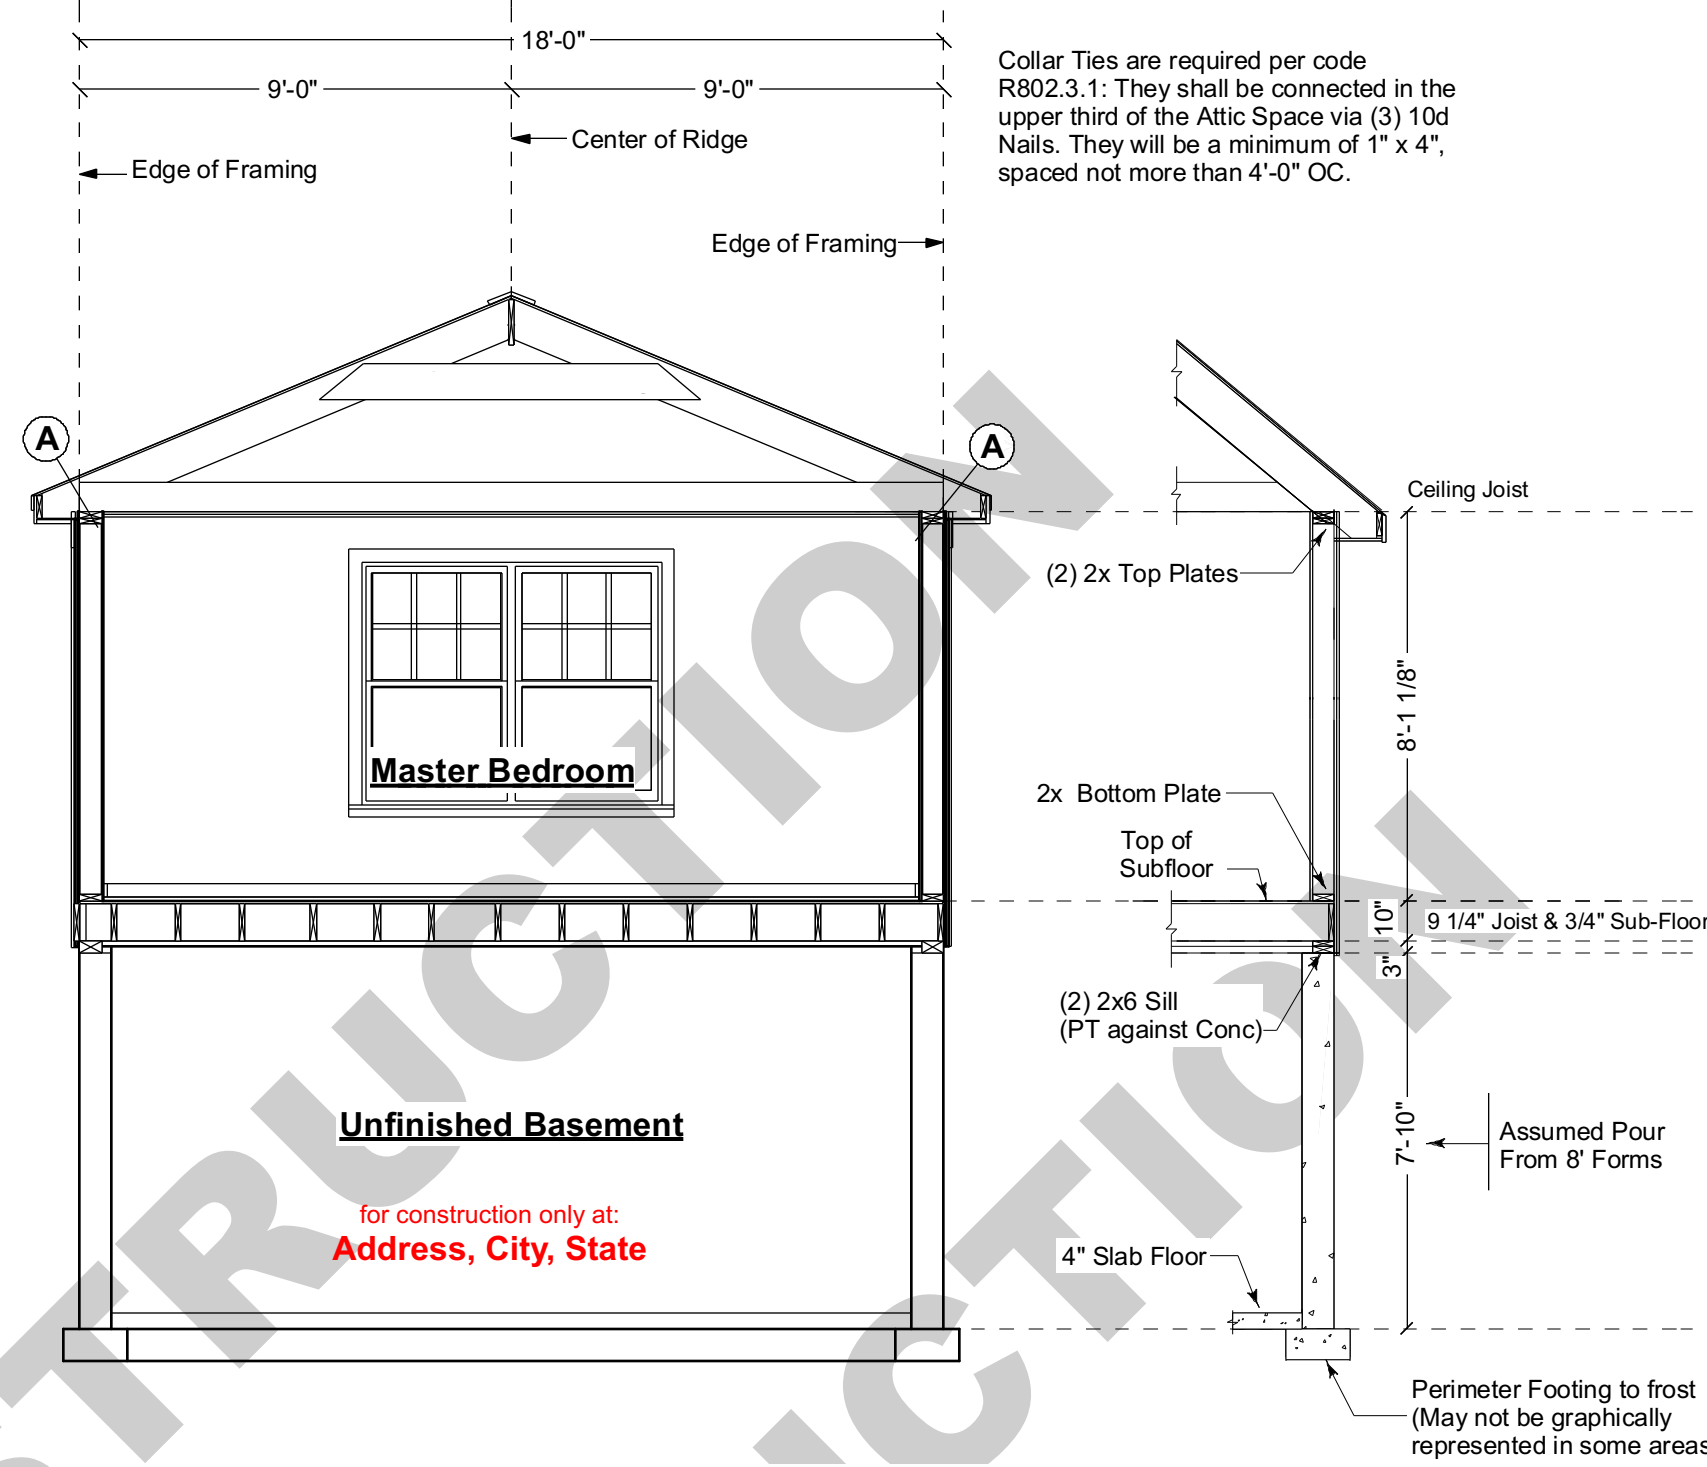 18'-0"
9'-0"
9'-0"
Center of Ridge
Edge of Framing
Edge of Framing
Collar Ties are required per code
R802.3.1: They shall be connected in the
upper third of the Attic Space via (3) 10d
Nails. They will be a minimum of 1" x 4",
spaced not more than 4'-0" OC.
A
A
Master Bedroom
Unfinished Basement
for construction only at:
Address, City, State
Ceiling Joist
(2) 2x Top Plates
8'-1 1/8"
2x Bottom Plate
Top of
Subfloor
10"
9 1/4" Joist & 3/4" Sub-Floor
3"
(2) 2x6 Sill
(PT against Conc)
7'-10"
Assumed Pour
From 8' Forms
4" Slab Floor
Perimeter Footing to frost
(May not be graphically
represented in some areas
STRUCTION
UCTION